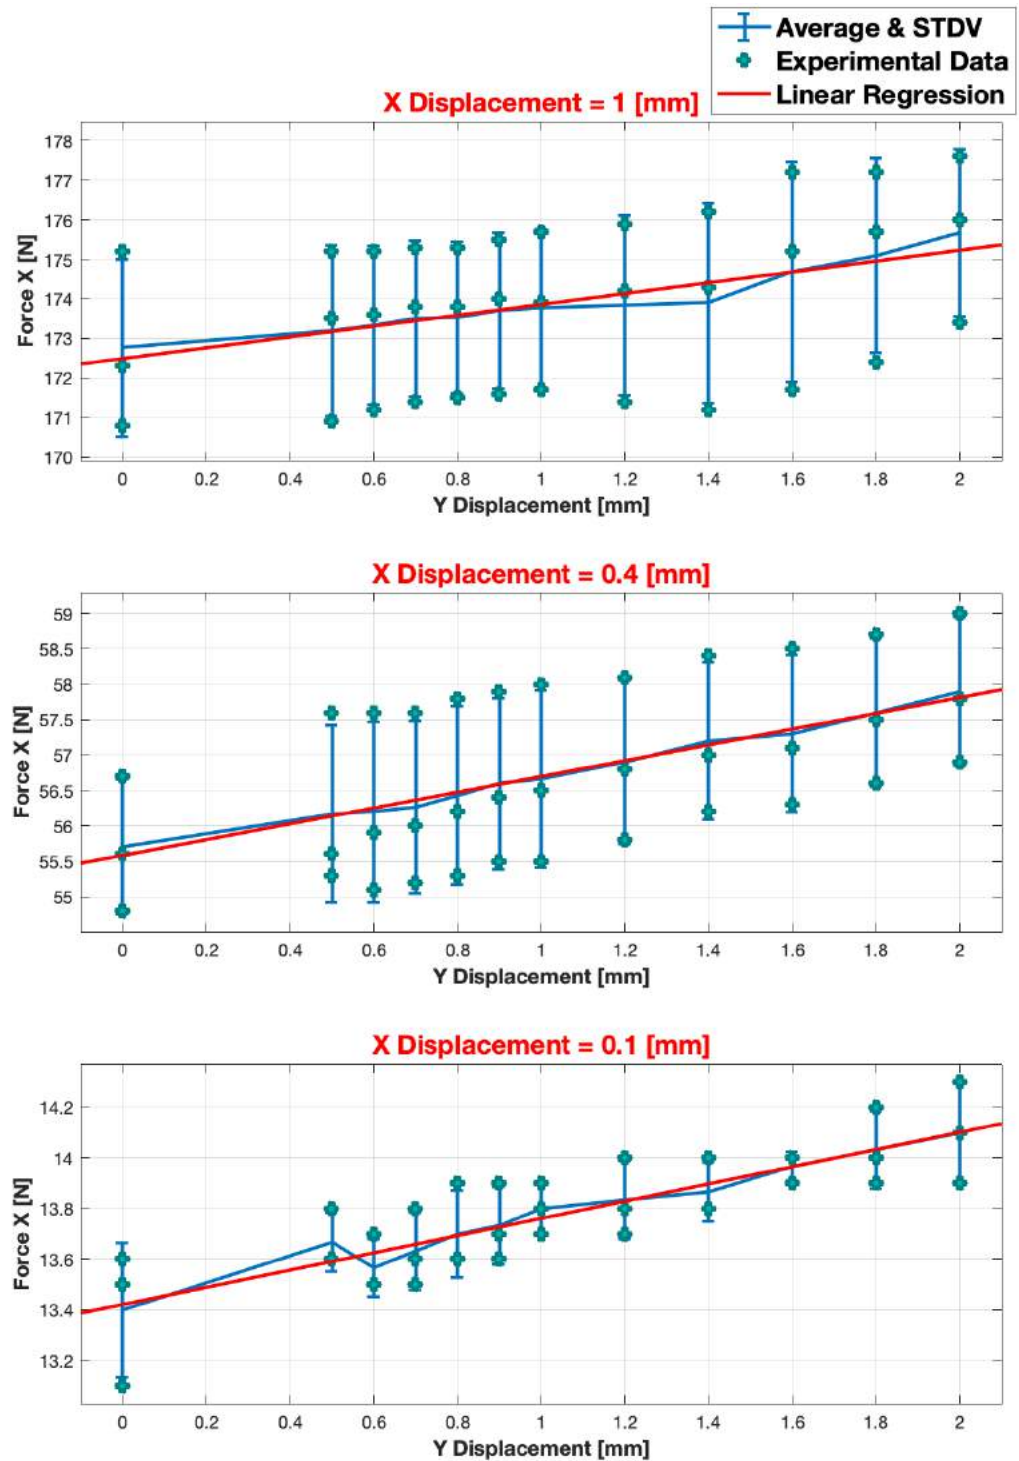 Average & STDV
Experimental Data
Linear Regression
X Displacement = 1 [mm]
178
177
176
175
174
173
172
171
170
Force X [N]
0 0.2 0.4 0.6 0.8 1 1.2 1.4 1.6 1.8 2
Y Displacement [mm]
X Displacement = 0.4 [mm]
59
58.5
58
57.5
57
56.5
56
55.5
55
Force X [N]
0 0.2 0.4 0.6 0.8 1 1.2 1.4 1.6 1.8 2
Y Displacement [mm]
X Displacement = 0.1 [mm]
14.2
14
13.8
13.6
13.4
13.2
Force X [N]
0 0.2 0.4 0.6 0.8 1 1.2 1.4 1.6 1.8 2
Y Displacement [mm]